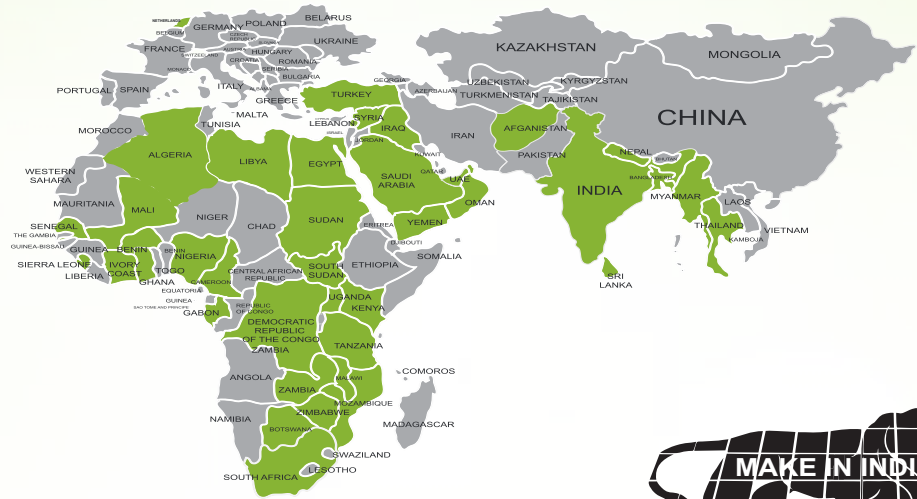 NETHERLANDS
BELGIUM
GERMANY
POLAND
BELARUS
CZECH
REPUBLIC
UKRAINE
FRANCE
SWITZERLAND
AUSTRIA
HUNGARY
ROMANIA
CROATIA
SERBIA
MONACO
BULGARIA
PORTUGAL
SPAIN
ITALY
ALBANIA
GREECE
MALTA
TURKEY
GEORGIA
AZERBAIJAN
KAZAKHSTAN
MONGOLIA
UZBEKISTAN
KYRGYZSTAN
TURKMENISTAN
TAJIKISTAN
CHINA
MOROCCO
TUNISIA
LEBANON
SYRIA
ISRAEL
IRAQ
JORDAN
IRAN
AFGANISTAN
PAKISTAN
KUWAIT
NEPAL
BHUTAN
ALGERIA
LIBYA
EGYPT
SAUDI
ARABIA
QATAR
UAE
OMAN
INDIA
BANGLADESH
MYANMAR
LAOS
THAILAND
VIETNAM
KAMBOJA
WESTERN
SAHARA
MAURITANIA
MALI
NIGER
CHAD
SUDAN
ERITREA
YEMEN
DJIBOUTI
SENEGAL
THE GAMBIA
GUINEA-BISSAU
GUINEA
BENIN
BENIN
NIGERIA
SIERRA LEONE
IVORY
COAST
LIBERIA
TOGO
GHANA
CAMEROON
CENTRAL AFRICAN
REPUBLIC
SOUTH
SUDAN
ETHIOPIA
SOMALIA
SRI
LANKA
EQUATORIA
GUINEA
SAO TOME AND PRINCIPE
GABON
REPUBLIC
OF CONGO
UGANDA
KENYA
DEMOCRATIC
REPUBLIC
OF THE CONGO
ZAMBIA
TANZANIA
ANGOLA
ZAMBIA
MALAWI
COMOROS
MOZAMBIQUE
ZIMBABWE
NAMIBIA
BOTSWANA
MADAGASCAR
SWAZILAND
LESOTHO
SOUTH AFRICA
MAKE IN INDI